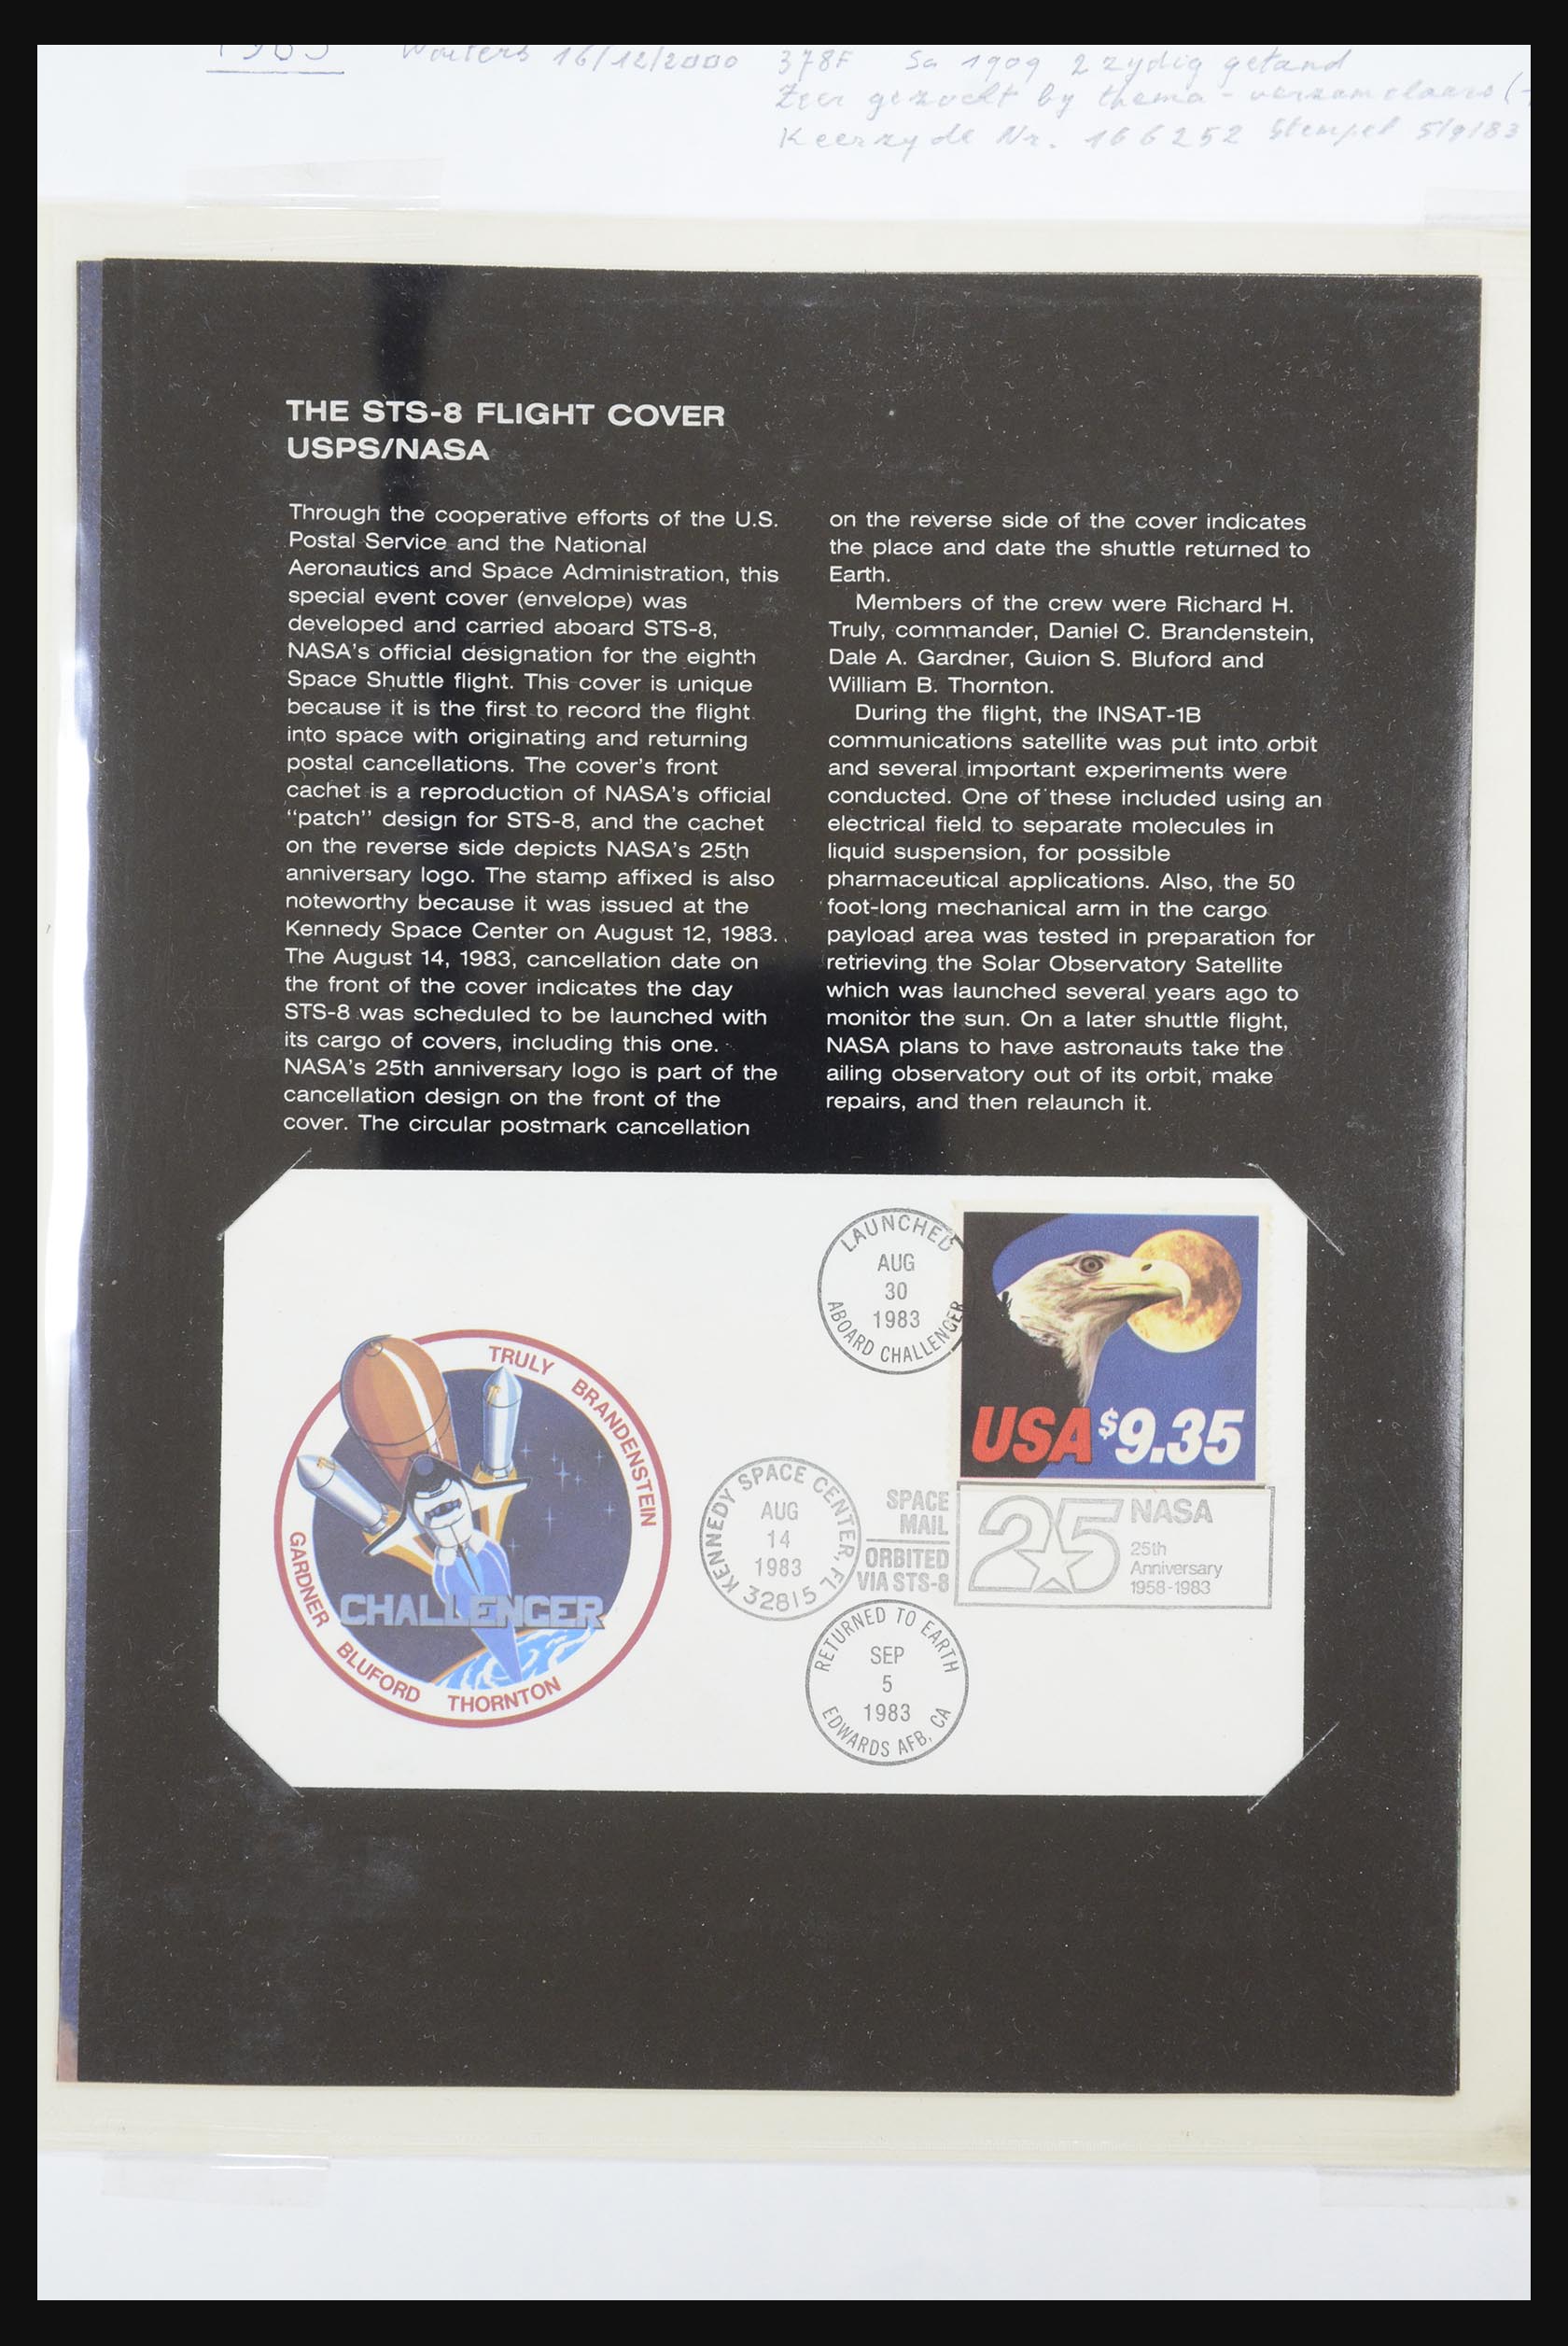 1983 Wouters 16/12/2000 378F Sa 1909 2 zydig getand
Zeer gezocht by thema-verzamelaars (-
Keerzyde Nr. 166252 Stempel 5/9/83
THE STS-8 FLIGHT COVER
USPS/NASA
Through the cooperative efforts of the U.S.
Postal Service and the National
Aeronautics and Space Administration, this
special event cover (envelope) was
developed and carried aboard STS-8,
NASA's official designation for the eighth
Space Shuttle flight. This cover is unique
because it is the first to record the flight
into space with originating and returning
postal cancellations. The cover's front
cachet is a reproduction of NASA's official
“patch” design for STS-8, and the cachet
on the reverse side depicts NASA's 25th
anniversary logo. The stamp affixed is also
noteworthy because it was issued at the
Kennedy Space Center on August 12, 1983.
The August 14, 1983, cancellation date on
the front of the cover indicates the day
STS-8 was scheduled to be launched with
its cargo of covers, including this one.
NASA's 25th anniversary logo is part of the
cancellation design on the front of the
cover. The circular postmark cancellation
on the reverse side of the cover indicates
the place and date the shuttle returned to
Earth.
Members of the crew were Richard H.
Truly, commander, Daniel C. Brandenstein,
Dale A. Gardner, Guion S. Bluford and
William B. Thornton.
During the flight, the INSAT-1B
communications satellite was put into orbit
and several important experiments were
conducted. One of these included using an
electrical field to separate molecules in
liquid suspension, for possible
pharmaceutical applications. Also, the 50
foot-long mechanical arm in the cargo
payload area was tested in preparation for
retrieving the Solar Observatory Satellite
which was launched several years ago to
monitor the sun. On a later shuttle flight,
NASA plans to have astronauts take the
ailing observatory out of its orbit, make
repairs, and then relaunch it.
LAUNCHED
AUG
30
1983
ABOARD CHALLENGER
USA $9.35
TRULY BRANDENSTEIN
GARDNER BLUFORD THORNTON
CHALLENGER
KENNEDY SPACE CENTER, FL
AUG
14
1983
32815
SPACE
MAIL
ORBITED
VIA STS-8
25 NASA
25th
Anniversary
1958-1983
RETURNED TO EARTH
SEP
5
1983
EDWARDS AFB, CA